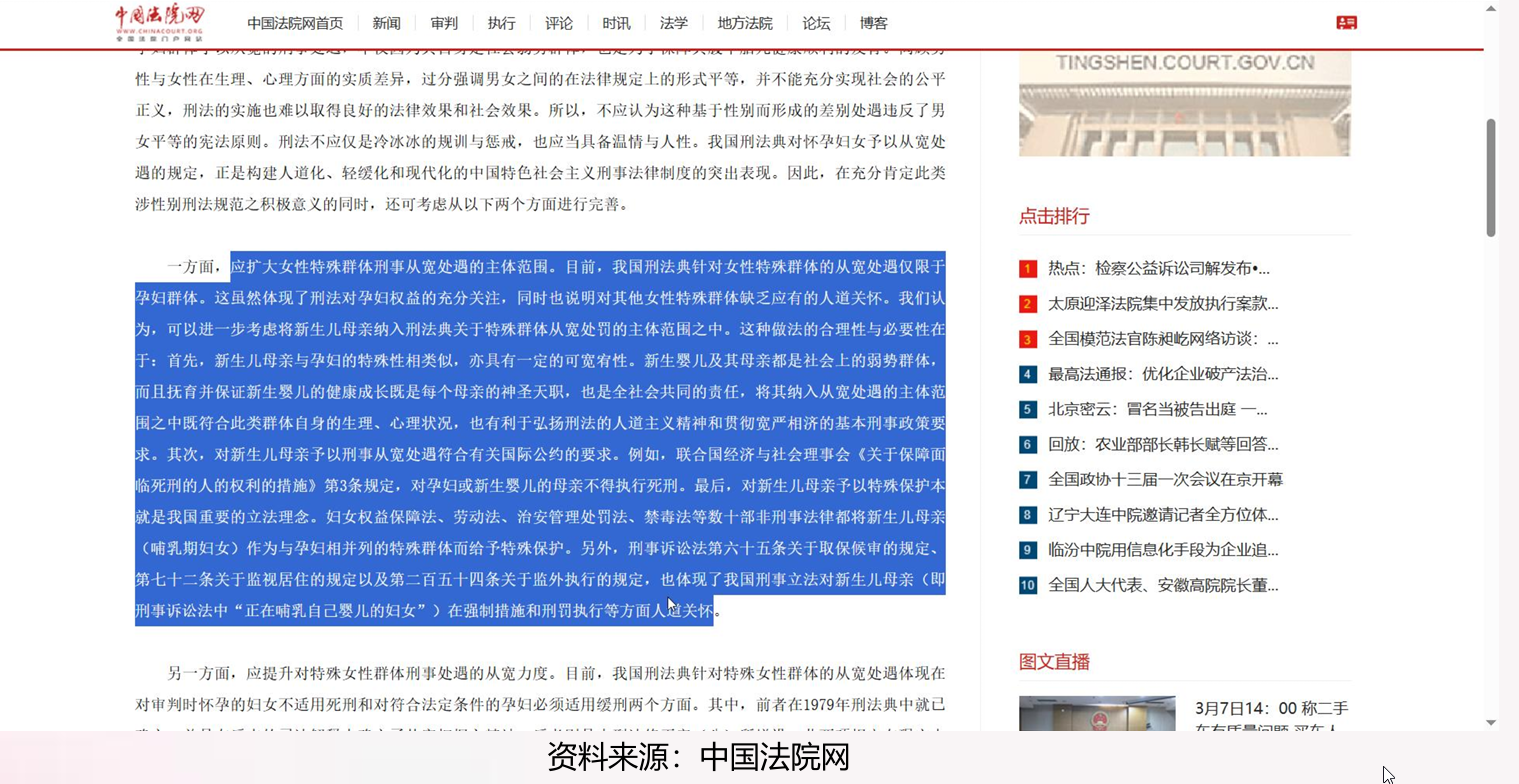 中国法院网
WWW.CHINACOURT.ORG
全国法院门户网站
中国法院网首页 新闻 审判 执行 评论 时讯 法学 地方法院 论坛 博客
性与女性在生理、心理方面的实质差异，过分强调男女之间的在法律规定上的形式平等，并不能充分实现社会的公平
正义，刑法的实施也难以取得良好的法律效果和社会效果。所以，不应认为这种基于性别而形成的差别处遇违反了男
女平等的宪法原则。刑法不应仅是冷冰冰的规训与惩戒，也应当具备温情与人性。我国刑法典对怀孕妇女予以从宽处
遇的规定，正是构建人道化、轻缓化和现代化的中国特色社会主义刑事法律制度的突出表现。因此，在充分肯定此类
涉性别刑法规范之积极意义的同时，还可考虑从以下两个方面进行完善。
一方面，应扩大女性特殊群体刑事从宽处遇的主体范围。目前，我国刑法典针对女性特殊群体的从宽处遇仅限于
孕妇群体。这虽然体现了刑法对孕妇权益的充分关注，同时也说明对其他女性特殊群体缺乏应有的人道关怀。我们认
为，可以进一步考虑将新生儿母亲纳入刑法典关于特殊群体从宽处罚的主体范围之中。这种做法的合理性与必要性在
于：首先，新生儿母亲与孕妇的特殊性相类似，亦具有一定的可宽宥性。新生婴儿及其母亲都是社会上的弱势群体，
而且抚育并保证新生婴儿的健康成长既是每个母亲的神圣天职，也是全社会共同的责任，将其纳入从宽处遇的主体范
围之中既符合此类群体自身的生理、心理状况，也有利于弘扬刑法的人道主义精神和贯彻宽严相济的基本刑事政策要
求。其次，对新生儿母亲予以刑事从宽处遇符合有关国际公约的要求。例如，联合国经济与社会理事会《关于保障面
临死刑的人的权利的措施》第3条规定，对孕妇或新生婴儿的母亲不得执行死刑。最后，对新生儿母亲予以特殊保护本
就是我国重要的立法理念。妇女权益保障法、劳动法、治安管理处罚法、禁毒法等数十部非刑事法律都将新生儿母亲
（哺乳期妇女）作为与孕妇相并列的特殊群体而给予特殊保护。另外，刑事诉讼法第六十五条关于取保候审的规定、
第七十二条关于监视居住的规定以及第二百五十四条关于监外执行的规定，也体现了我国刑事立法对新生儿母亲（即
刑事诉讼法中“正在哺乳自己婴儿的妇女”）在强制措施和刑罚执行等方面人道关怀。
另一方面，应提升对特殊女性群体刑事处遇的从宽力度。目前，我国刑法典针对特殊女性群体的从宽处遇体现在
对审判时怀孕的妇女不适用死刑和对符合法定条件的孕妇必须适用缓刑两个方面。其中，前者在1979年刑法典中就已
TINGSHEN.COURT.GOV.CN
点击排行
1 热点：检察公益诉讼司解发布•...
2 太原迎泽法院集中发放执行案款...
3 全国模范法官陈昶屹网络访谈：...
4 最高法通报：优化企业破产法治...
5 北京密云：冒名当被告出庭 一...
6 回放：农业部部长韩长赋等回答...
7 全国政协十三届一次会议在京开幕
8 辽宁大连中院邀请记者全方位体...
9 临汾中院用信息化手段为企业追...
10 全国人大代表、安徽高院院长董...
图文直播
3月7日14：00 称二手
资料来源：中国法院网